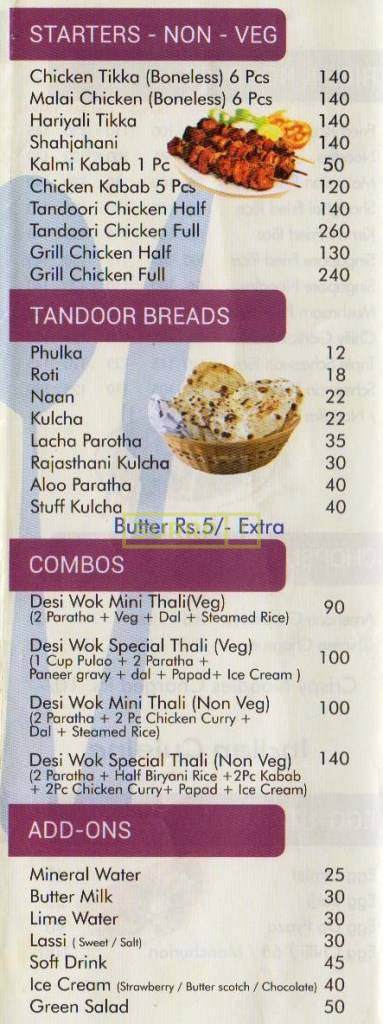 STARTERS - NON - VEG
Chicken Tikka (Boneless) 6 Pcs 140
Malai Chicken (Boneless) 6 Pcs 140
Hariyali Tikka 140
Shahjahani 140
Kalmi Kabab 1 Pc 50
Chicken Kabab 5 Pcs 120
Tandoori Chicken Half 140
Tandoori Chicken Full 260
Grill Chicken Half 130
Grill Chicken Full 240
TANDOOR BREADS
Phulka 12
Roti 18
Naan 22
Kulcha 22
Lacha Parotha 35
Rajasthani Kulcha 30
Aloo Paratha 40
Stuff Kulcha 40
Butter Rs.5/- Extra
COMBOS
Desi Wok Mini Thali(Veg) 90
(2 Paratha + Veg + Dal + Steamed Rice)
Desi Wok Special Thali (Veg) 100
(1 Cup Pulao + 2 Paratha +
Paneer gravy + dal + Papad+ Ice Cream )
Desi Wok Mini Thali (Non Veg) 100
(2 Paratha + 2 Pc Chicken Curry +
Dal + Steamed Rice)
Desi Wok Special Thali (Non Veg) 140
(2 Paratha + Half Biryani Rice +2Pc Kabab
+ 2Pc Chicken Curry+ Papad + Ice Cream)
ADD-ONS
Mineral Water 25
Butter Milk 30
Lime Water 30
Lassi ( Sweet / Salt) 30
Soft Drink 45
Ice Cream (Strawberry / Butter scotch / Chocolate) 40
Green Salad 50